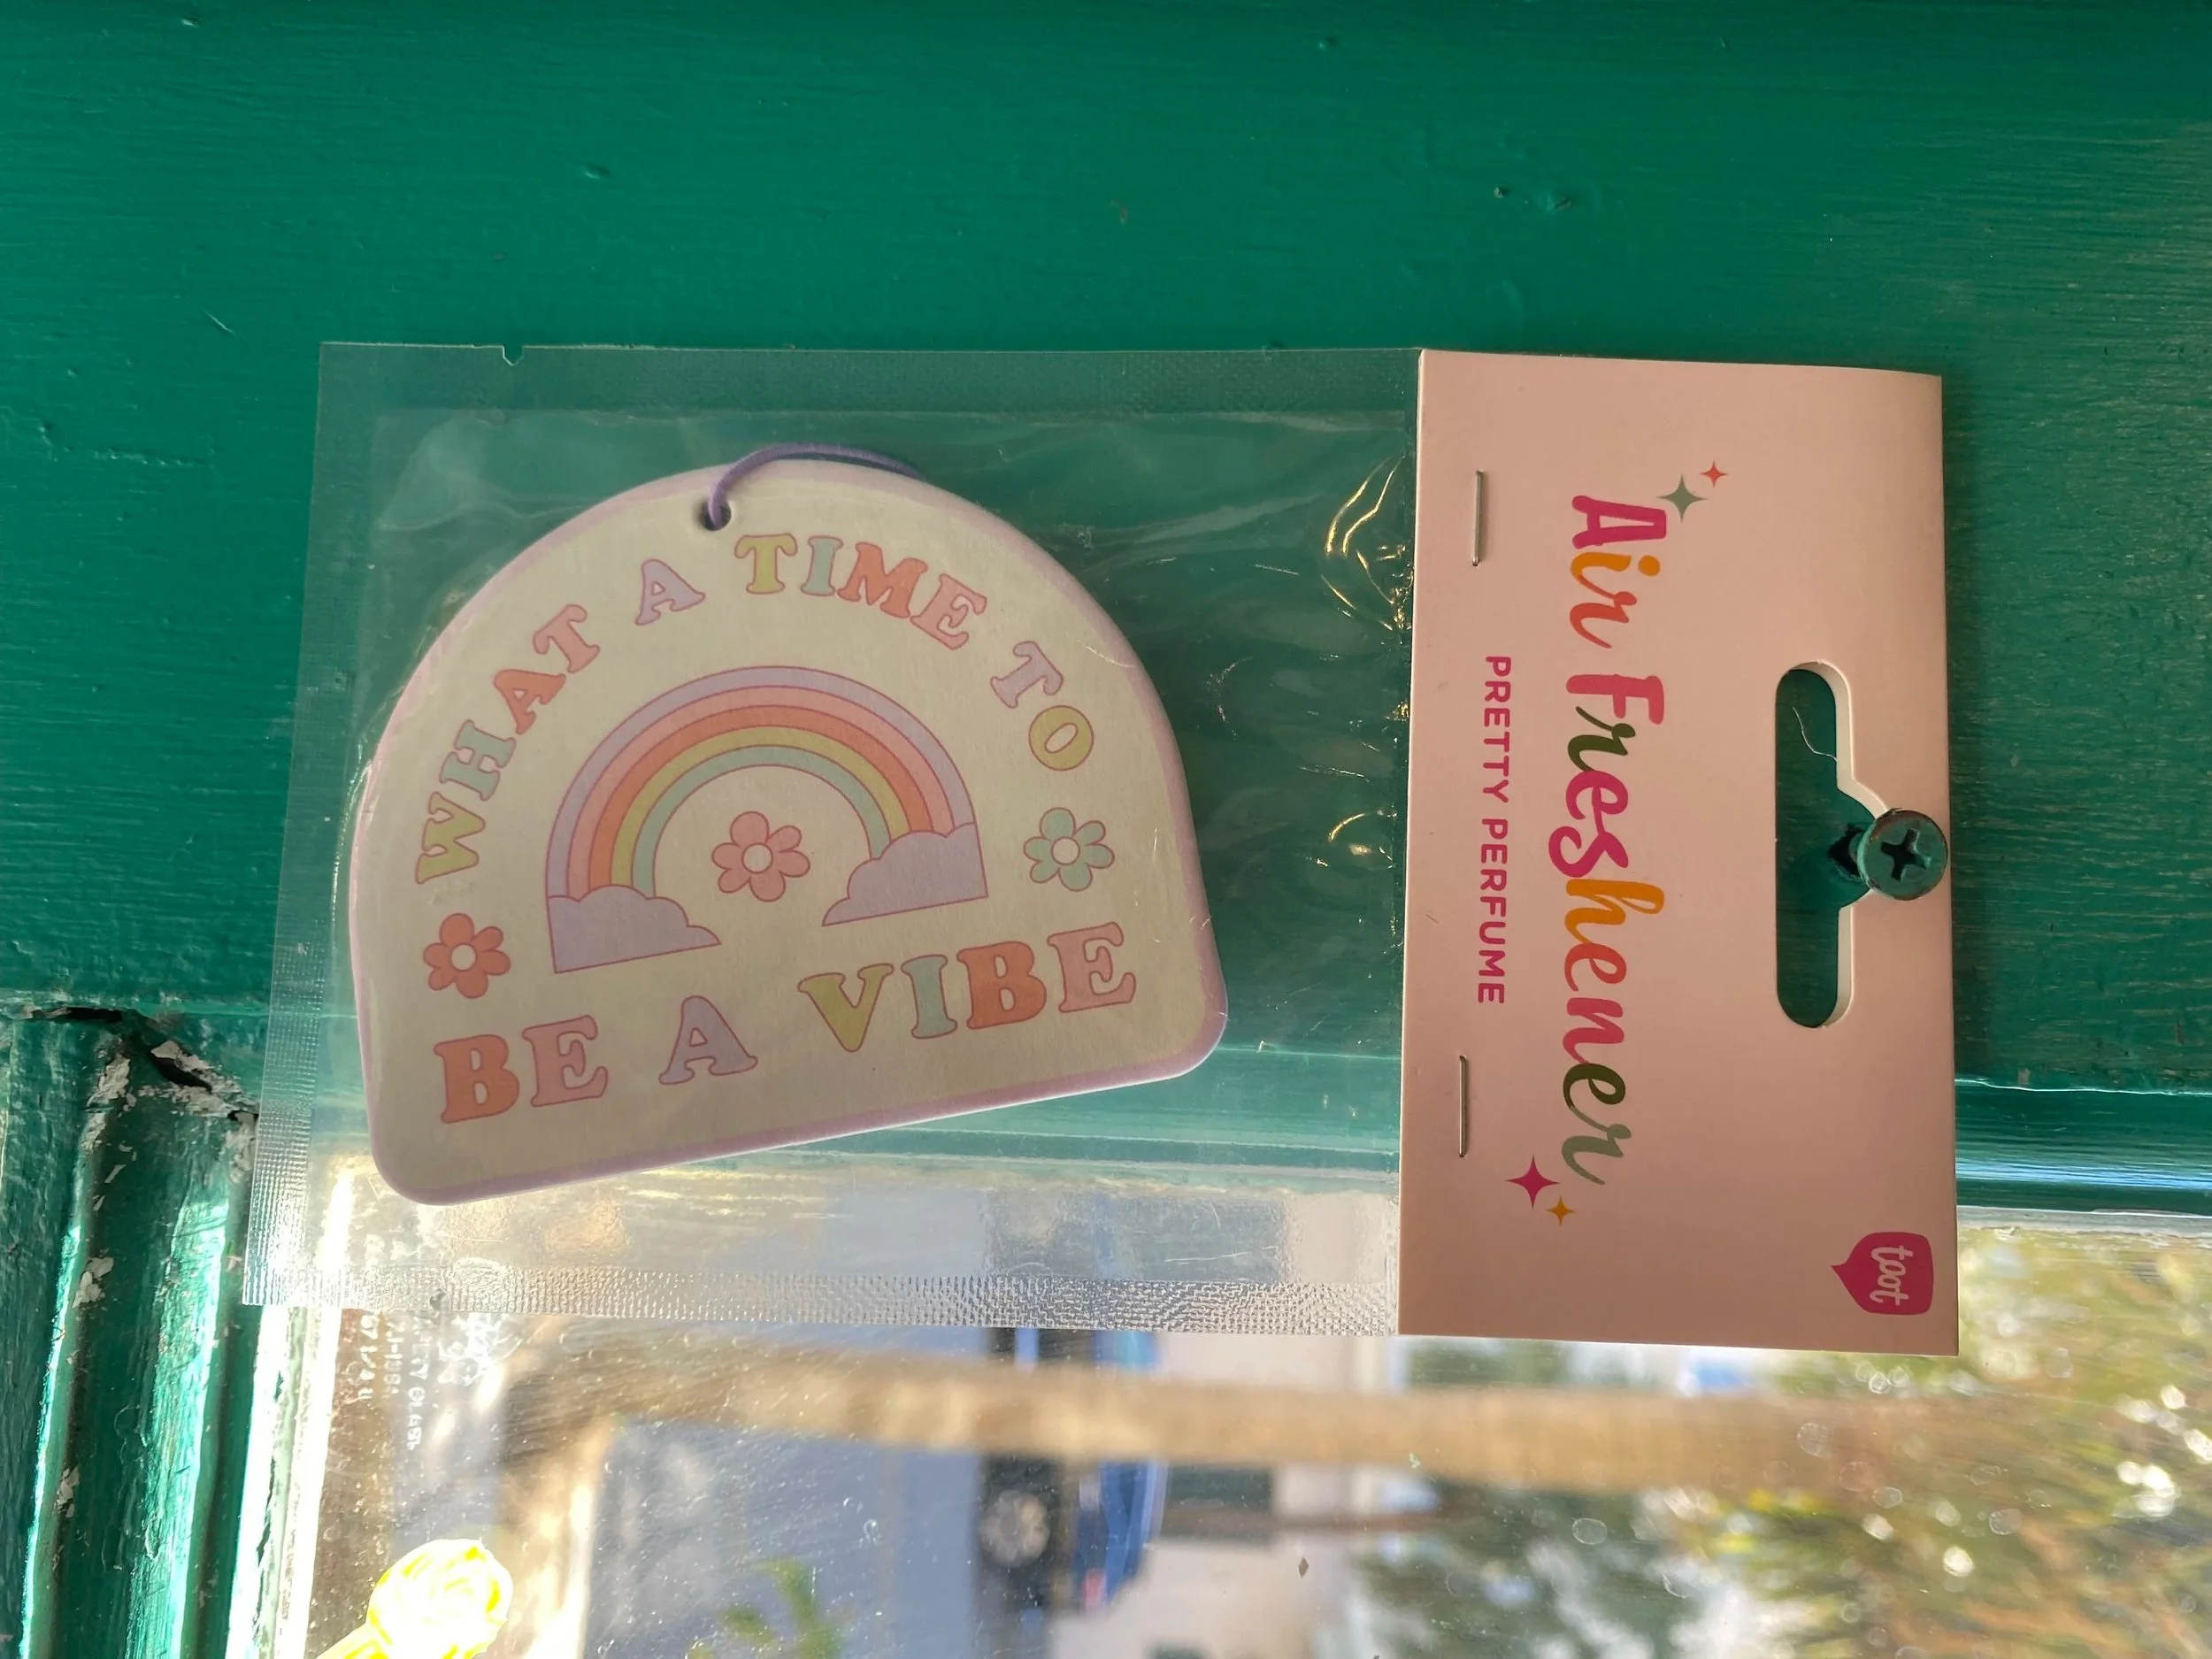 Air Freshener
PRETTY PERFUME
toot
WHAT A TIME TO
BE A VIBE